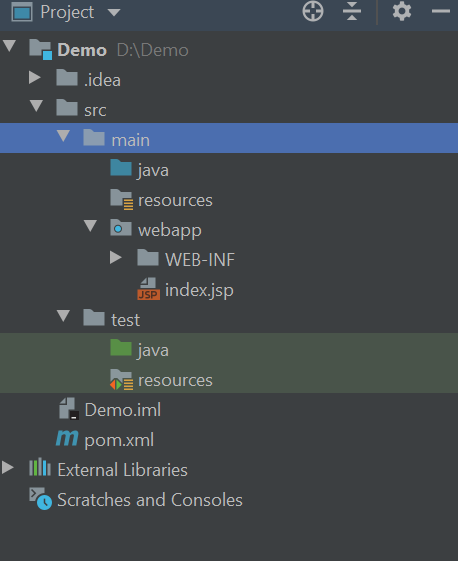 Project
Demo D:\Demo
.idea
src
main
java
resources
webapp
WEB-INF
JSP index.jsp
test
java
resources
Demo.iml
m pom.xml
External Libraries
Scratches and Consoles